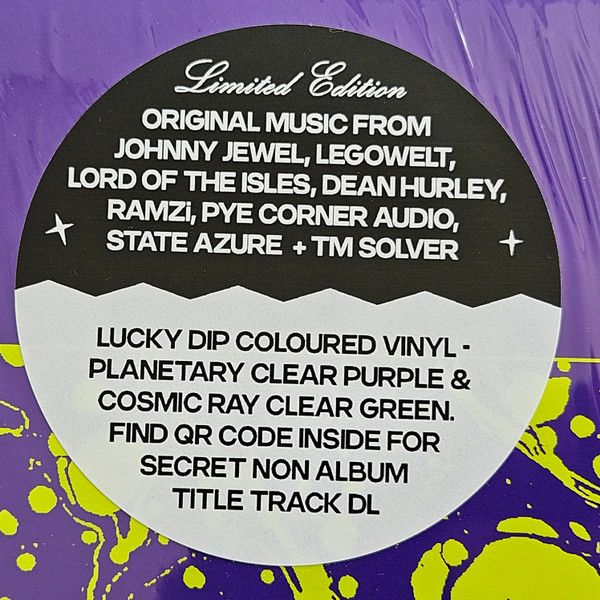 Limited Edition
ORIGINAL MUSIC FROM
JOHNNY JEWEL, LEGOWELT,
LORD OF THE ISLES, DEAN HURLEY,
RAMZi, PYE CORNER AUDIO,
STATE AZURE + TM SOLVER
LUCKY DIP COLOURED VINYL -
PLANETARY CLEAR PURPLE &
COSMIC RAY CLEAR GREEN.
FIND QR CODE INSIDE FOR
SECRET NON ALBUM
TITLE TRACK DL